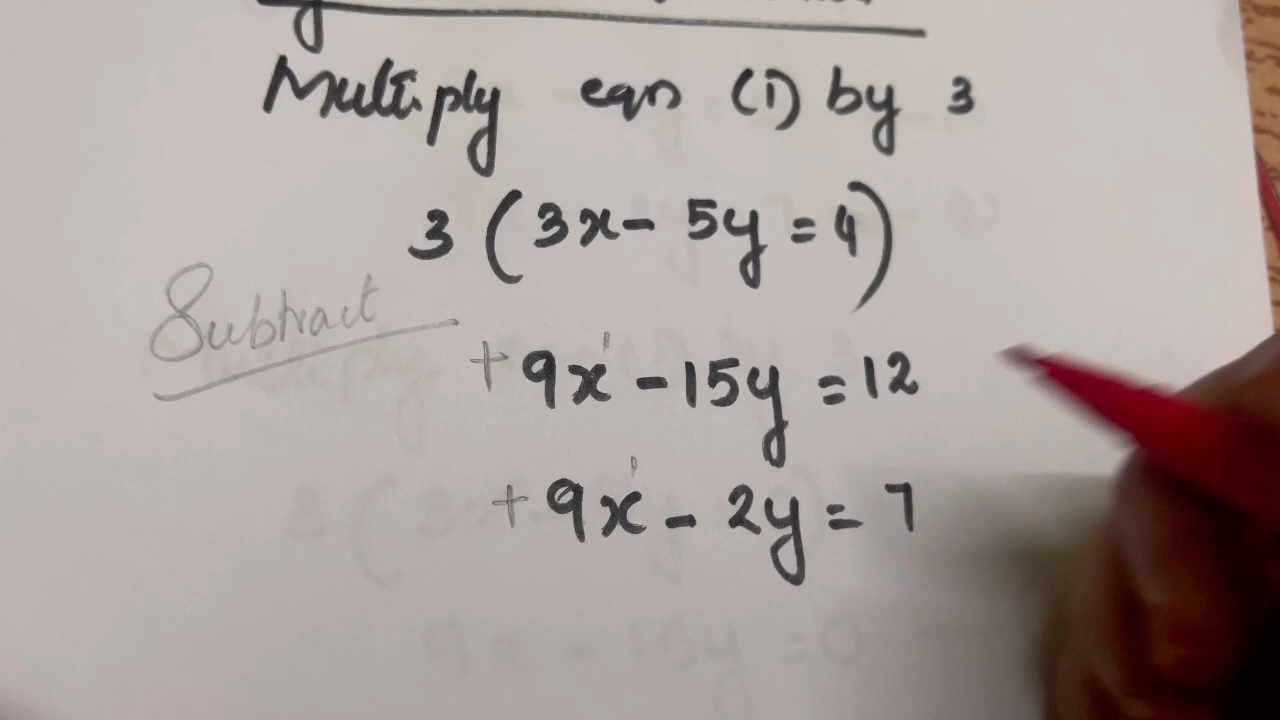 Multiply eqn (1) by 3
3 (3x - 5y = 4)
Subtract
+ 9x' - 15y = 12
+ 9x' - 2y = 7